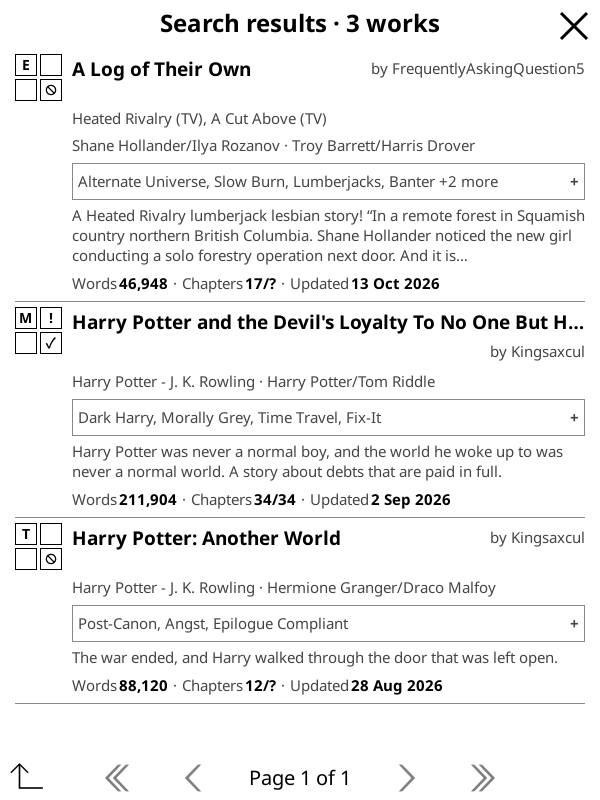 Search results · 3 works
E
A Log of Their Own
by FrequentlyAskingQuestion5
Heated Rivalry (TV), A Cut Above (TV)
Shane Hollander/Ilya Rozanov · Troy Barrett/Harris Drover
Alternate Universe, Slow Burn, Lumberjacks, Banter +2 more +
A Heated Rivalry lumberjack lesbian story! “In a remote forest in Squamish
country northern British Columbia. Shane Hollander noticed the new girl
conducting a solo forestry operation next door. And it is...
Words 46,948 · Chapters 17/? · Updated 13 Oct 2026
M !
Harry Potter and the Devil's Loyalty To No One But H...
✓
by Kingsaxcul
Harry Potter - J. K. Rowling · Harry Potter/Tom Riddle
Dark Harry, Morally Grey, Time Travel, Fix-It +
Harry Potter was never a normal boy, and the world he woke up to was
never a normal world. A story about debts that are paid in full.
Words 211,904 · Chapters 34/34 · Updated 2 Sep 2026
T
Harry Potter: Another World
by Kingsaxcul
Harry Potter - J. K. Rowling · Hermione Granger/Draco Malfoy
Post-Canon, Angst, Epilogue Compliant +
The war ended, and Harry walked through the door that was left open.
Words 88,120 · Chapters 12/? · Updated 28 Aug 2026
Page 1 of 1